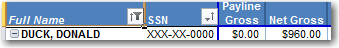 Payline
Full Name SSN Gross Net Gross
DUCK, DONALD XXX-XX-0000 $0.00 $960.00